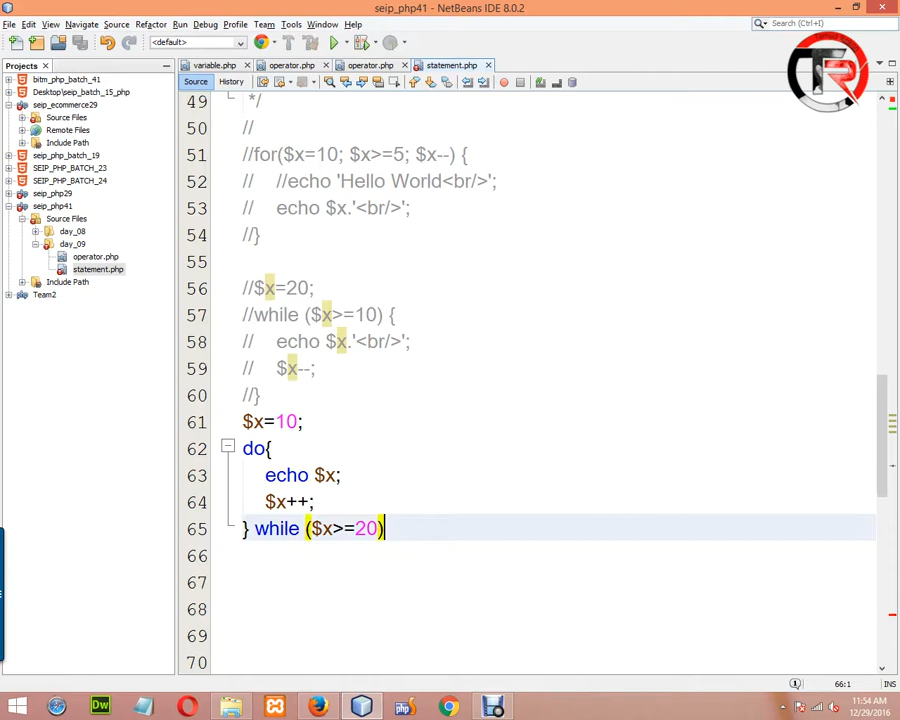 seip_php41 - NetBeans IDE 8.0.2
File Edit View Navigate Source Refactor Run Debug Profile Team Tools Window Help
Search (Ctrl+I)
<default>
Projects
variable.php
operator.php
operator.php
statement.php
Source History
bitm_php_batch_41
Desktop\seip_batch_15_php
seip_ecommerce29
Source Files
Remote Files
Include Path
seip_php_batch_19
SEIP_PHP_BATCH_23
SEIP_PHP_BATCH_24
seip_php29
seip_php41
Source Files
day_08
day_09
operator.php
statement.php
Include Path
Team2
49 */
50 //
51 //for($x=10; $x>=5; $x--) {
52 // //echo 'Hello World<br/>';
53 // echo $x.'<br/>';
54 //}
55
56 //$x=20;
57 //while ($x>=10) {
58 // echo $x.'<br/>';
59 // $x--;
60 //}
61 $x=10;
62 do{
63 echo $x;
64 $x++;
65 } while ($x>=20)
66
67
68
69
70
66:1 INS
Dw
php
11:54 AM
12/29/2016